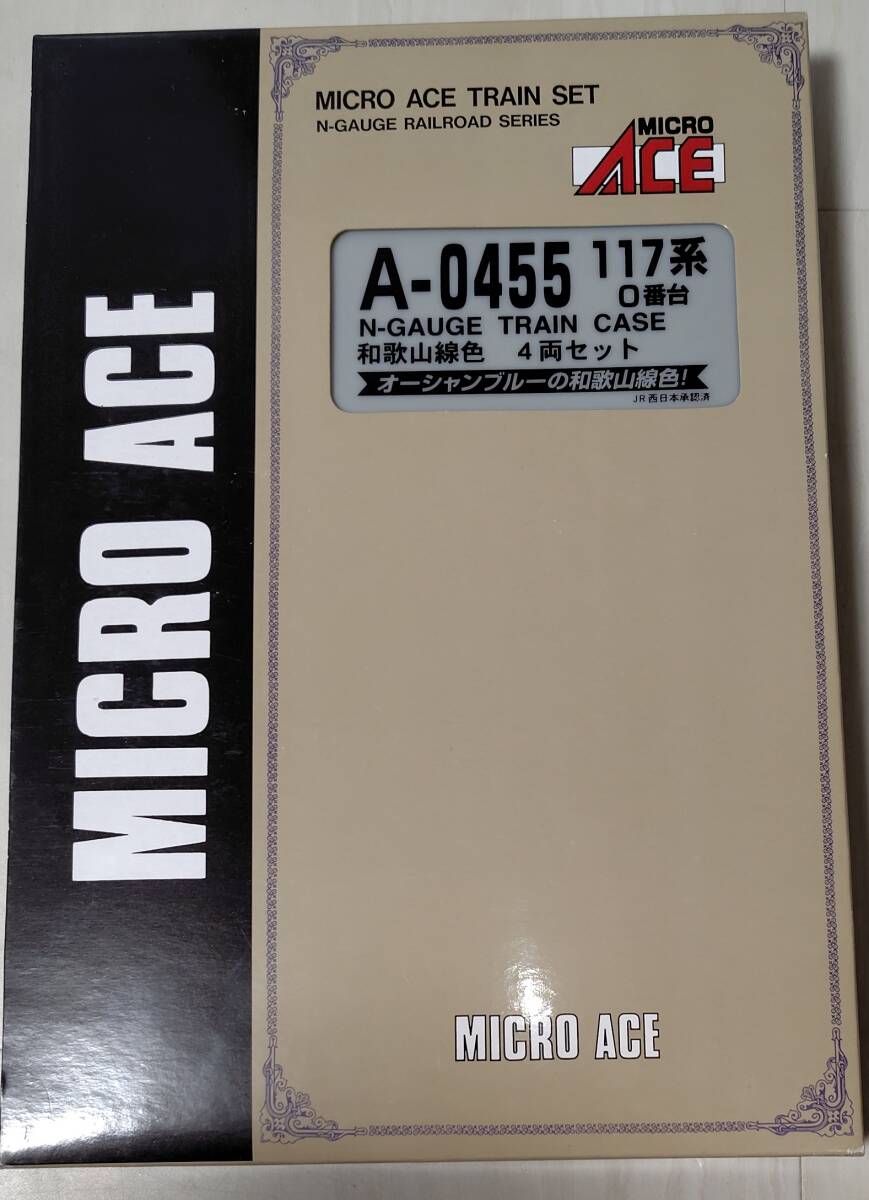 MICRO ACE
MICRO ACE TRAIN SET
N-GAUGE RAILROAD SERIES
MICRO
ACE
A-0455 117系
0番台
N-GAUGE TRAIN CASE
和歌山線色 4両セット
オーシャンブルーの和歌山線色!
JR西日本承認済
MICRO ACE